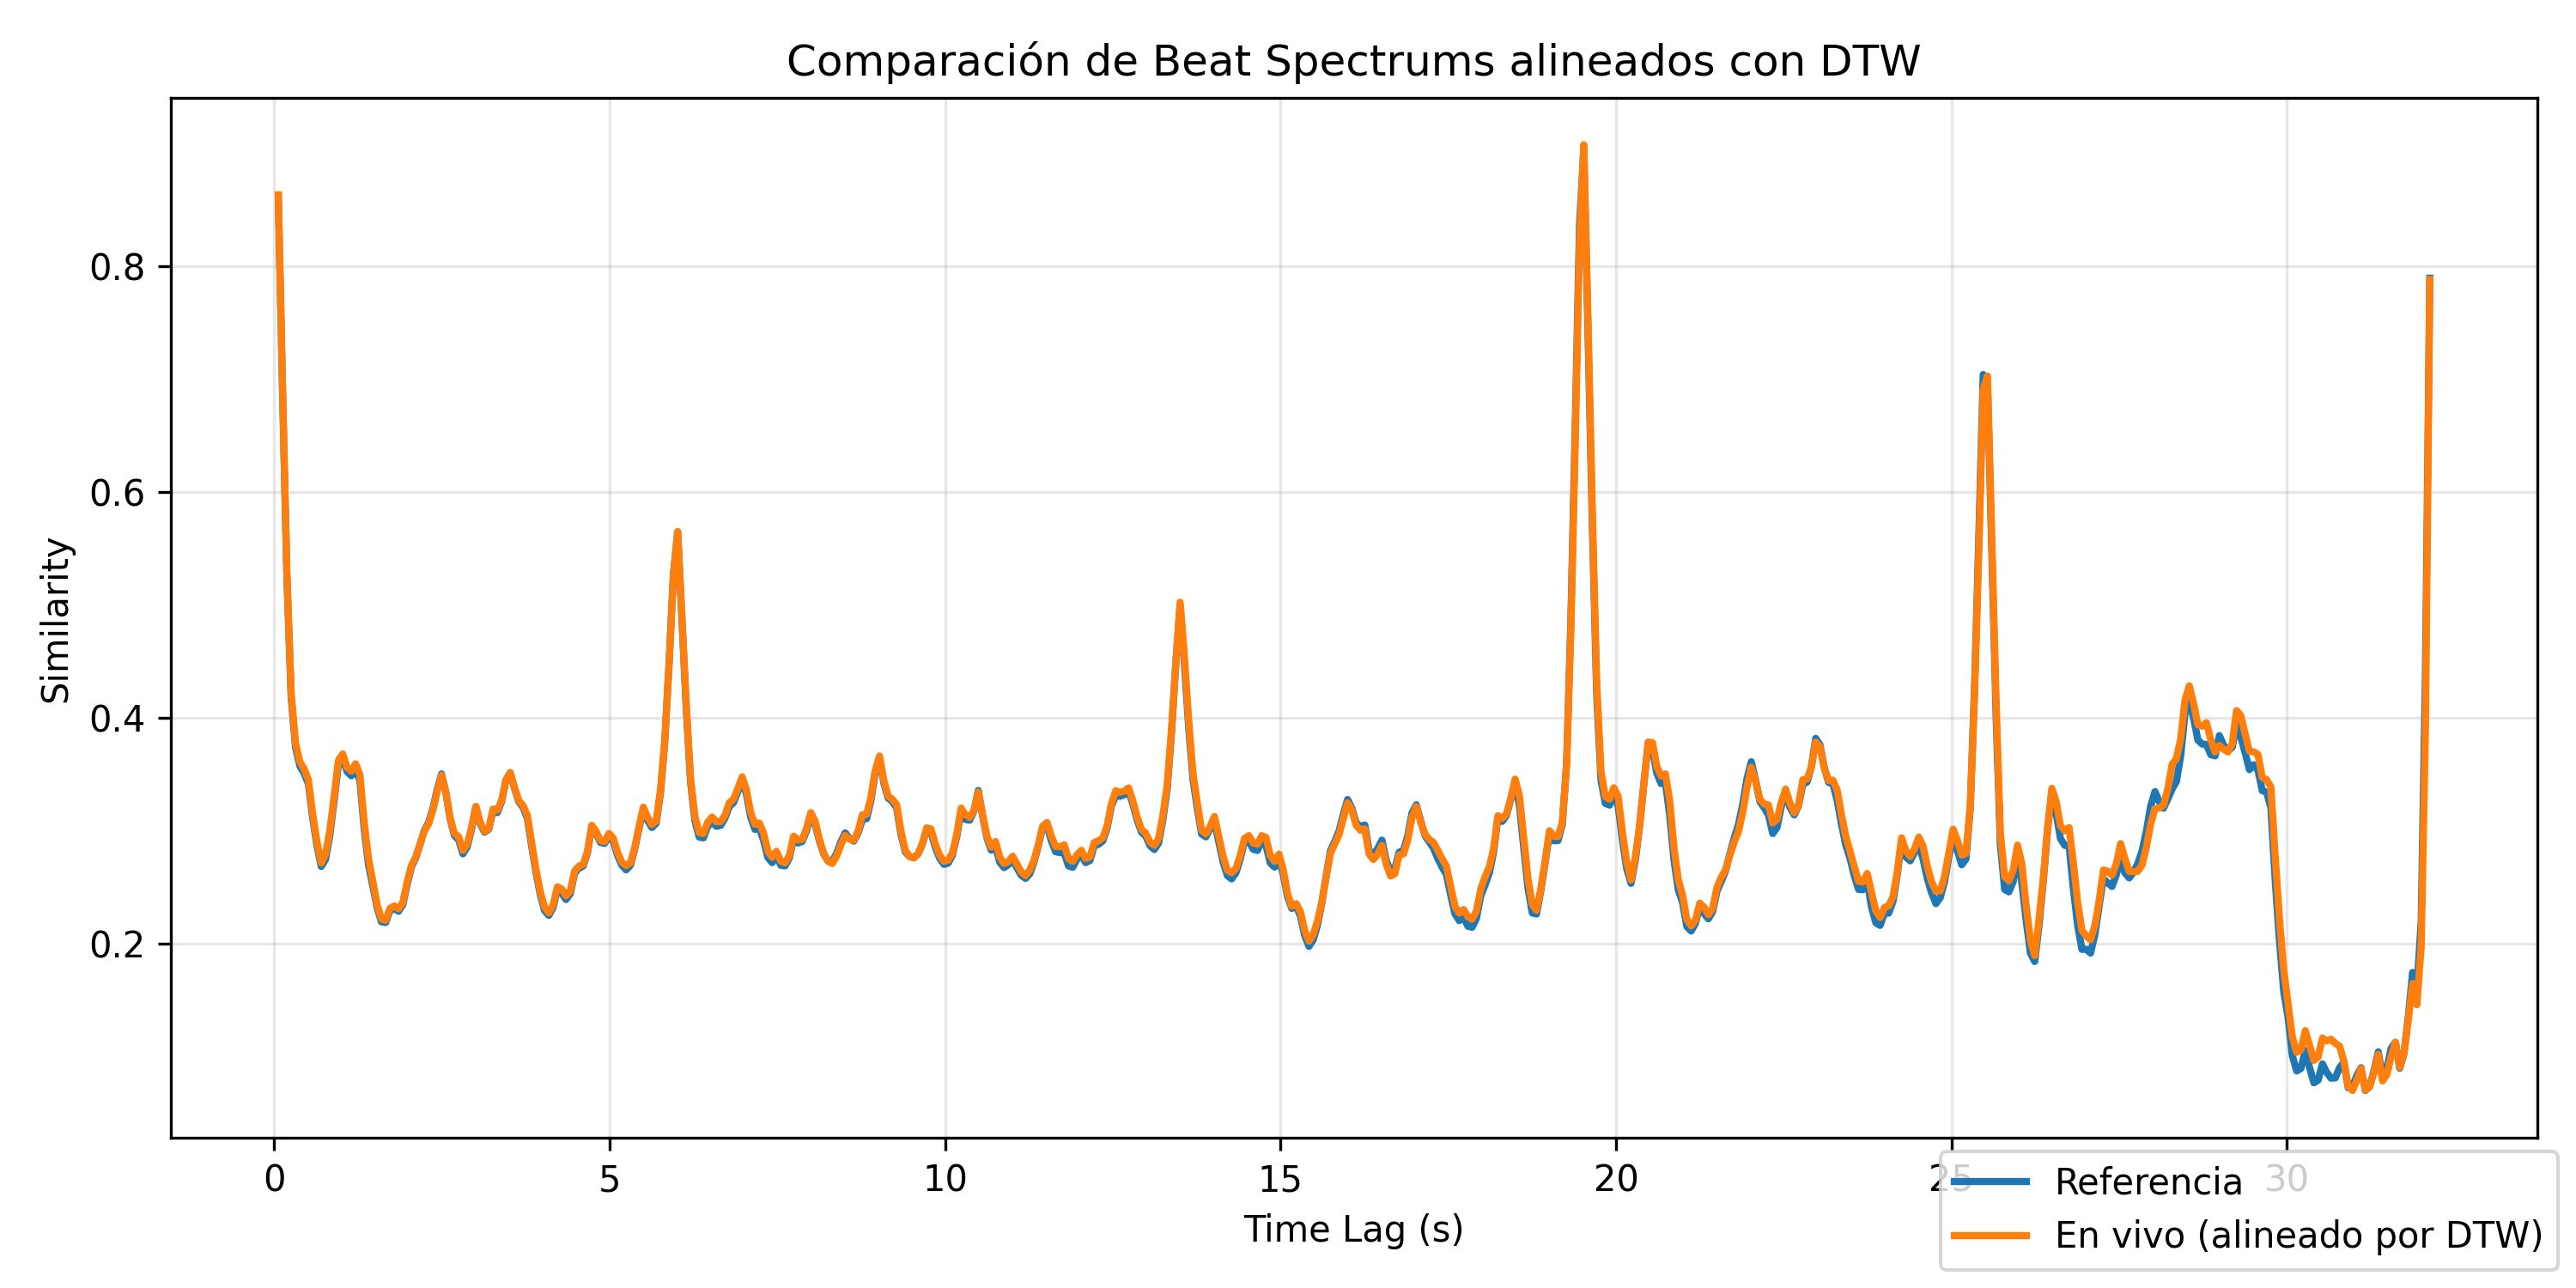 Comparación de Beat Spectrums alineados con DTW
Similarity
0.8
0.6
0.4
0.2
0 5 10 15 20 25 30
Time Lag (s)
Referencia
En vivo (alineado por DTW)